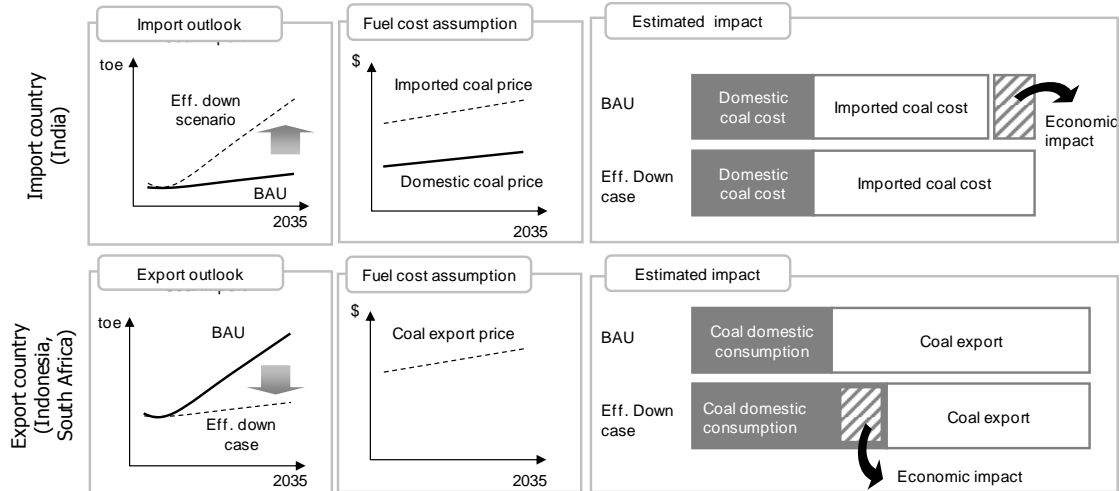 Import country
(India)
Import outlook
toe
Eff. down
scenario
BAU
2035
Fuel cost assumption
$
Imported coal price
Domestic coal price
2035
Estimated impact
BAU
Domestic
coal cost
Imported coal cost
Economic
impact
Eff. Down
case
Domestic
coal cost
Imported coal cost
Export country
(Indonesia,
South Africa)
Export outlook
toe
BAU
Eff. down
case
2035
Fuel cost assumption
$
Coal export price
2035
Estimated impact
BAU
Coal domestic
consumption
Coal export
Eff. Down
case
Coal domestic
consumption
Coal export
Economic impact